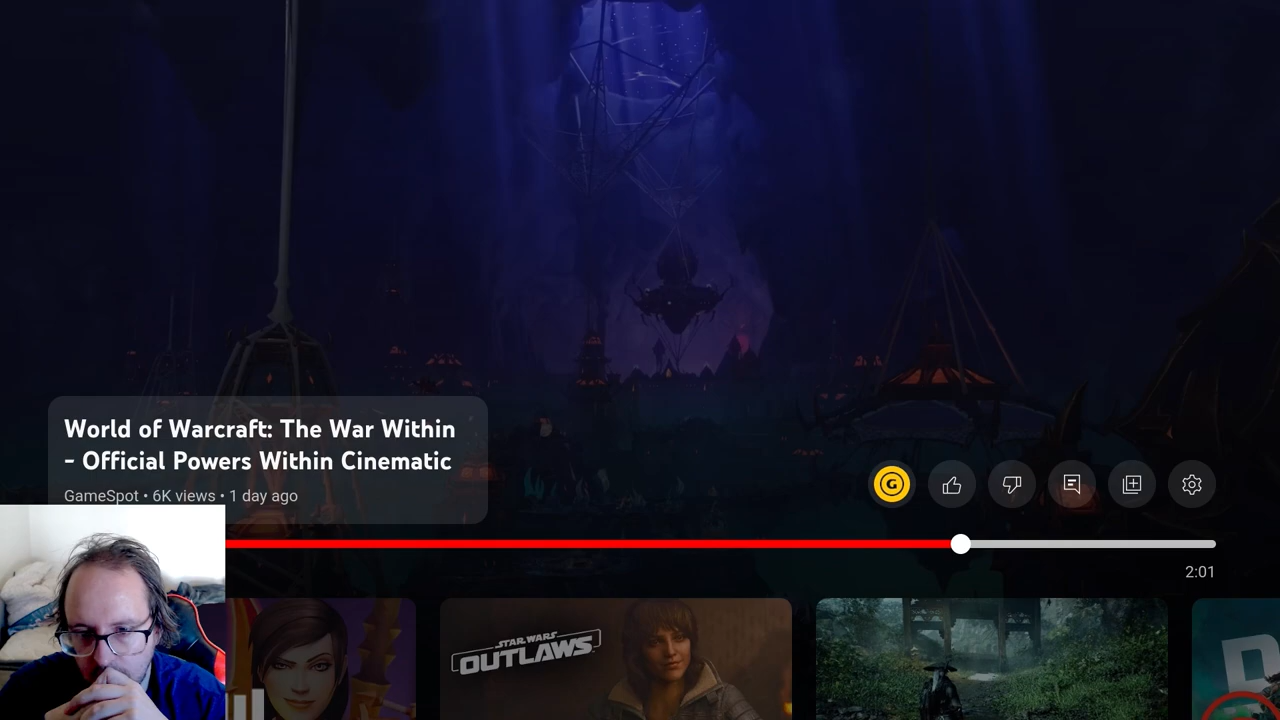 World of Warcraft: The War Within
- Official Powers Within Cinematic
GameSpot • 6K views • 1 day ago
G
2:01
STAR WARS
OUTLAWS